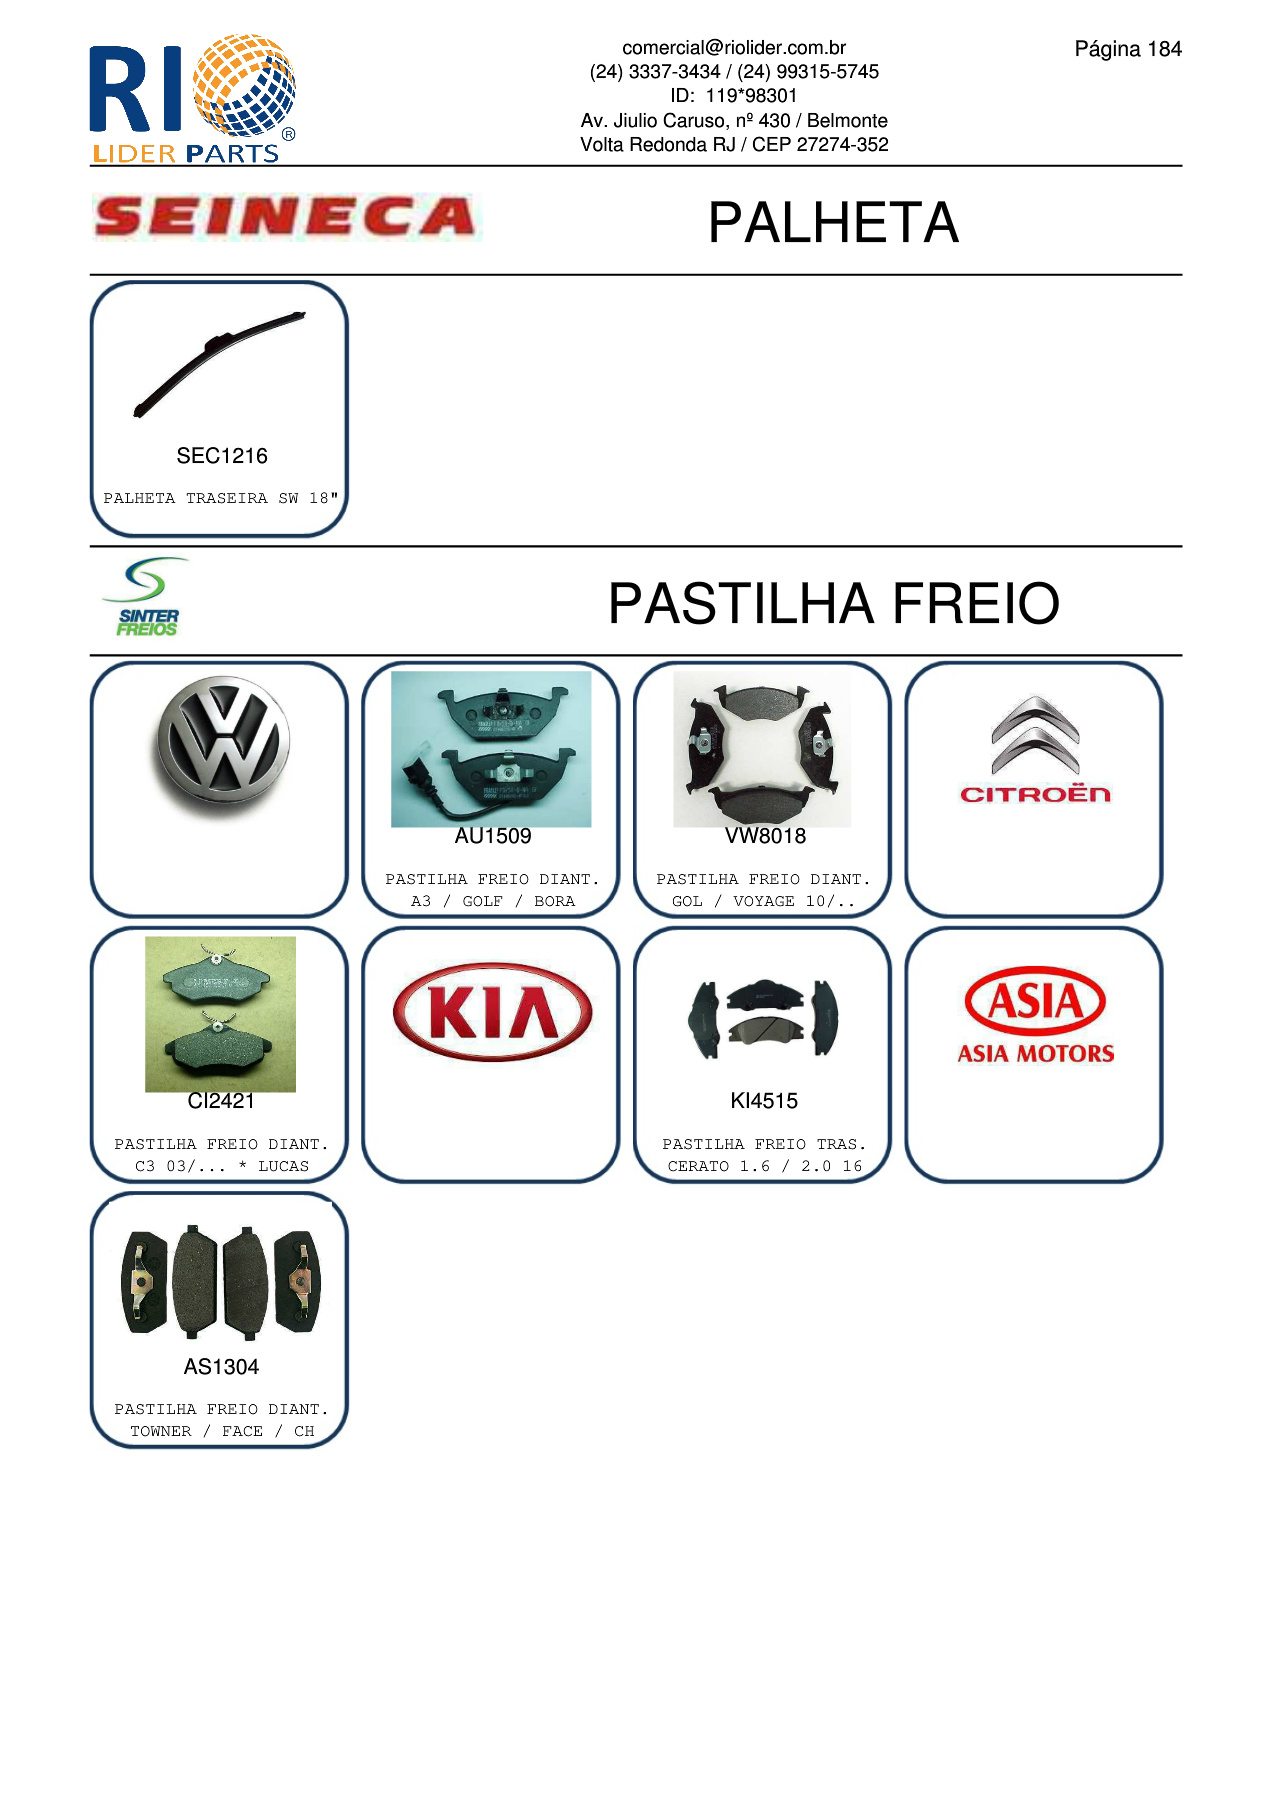 RIO
LIDER PARTS ®
comercial@riolider.com.br
(24) 3337-3434 / (24) 99315-5745
ID: 119*98301
Av. Jiulio Caruso, nº 430 / Belmonte
Volta Redonda RJ / CEP 27274-352
Página 184
SEINECA
PALHETA
SEC1216
PALHETA TRASEIRA SW 18"
SINTER
FREIOS
PASTILHA FREIO
AU1509
PASTILHA FREIO DIANT.
A3 / GOLF / BORA
VW8018
PASTILHA FREIO DIANT.
GOL / VOYAGE 10/..
CITROËN
CI2421
PASTILHA FREIO DIANT.
C3 03/... * LUCAS
KIA
KI4515
PASTILHA FREIO TRAS.
CERATO 1.6 / 2.0 16
ASIA
ASIA MOTORS
AS1304
PASTILHA FREIO DIANT.
TOWNER / FACE / CH